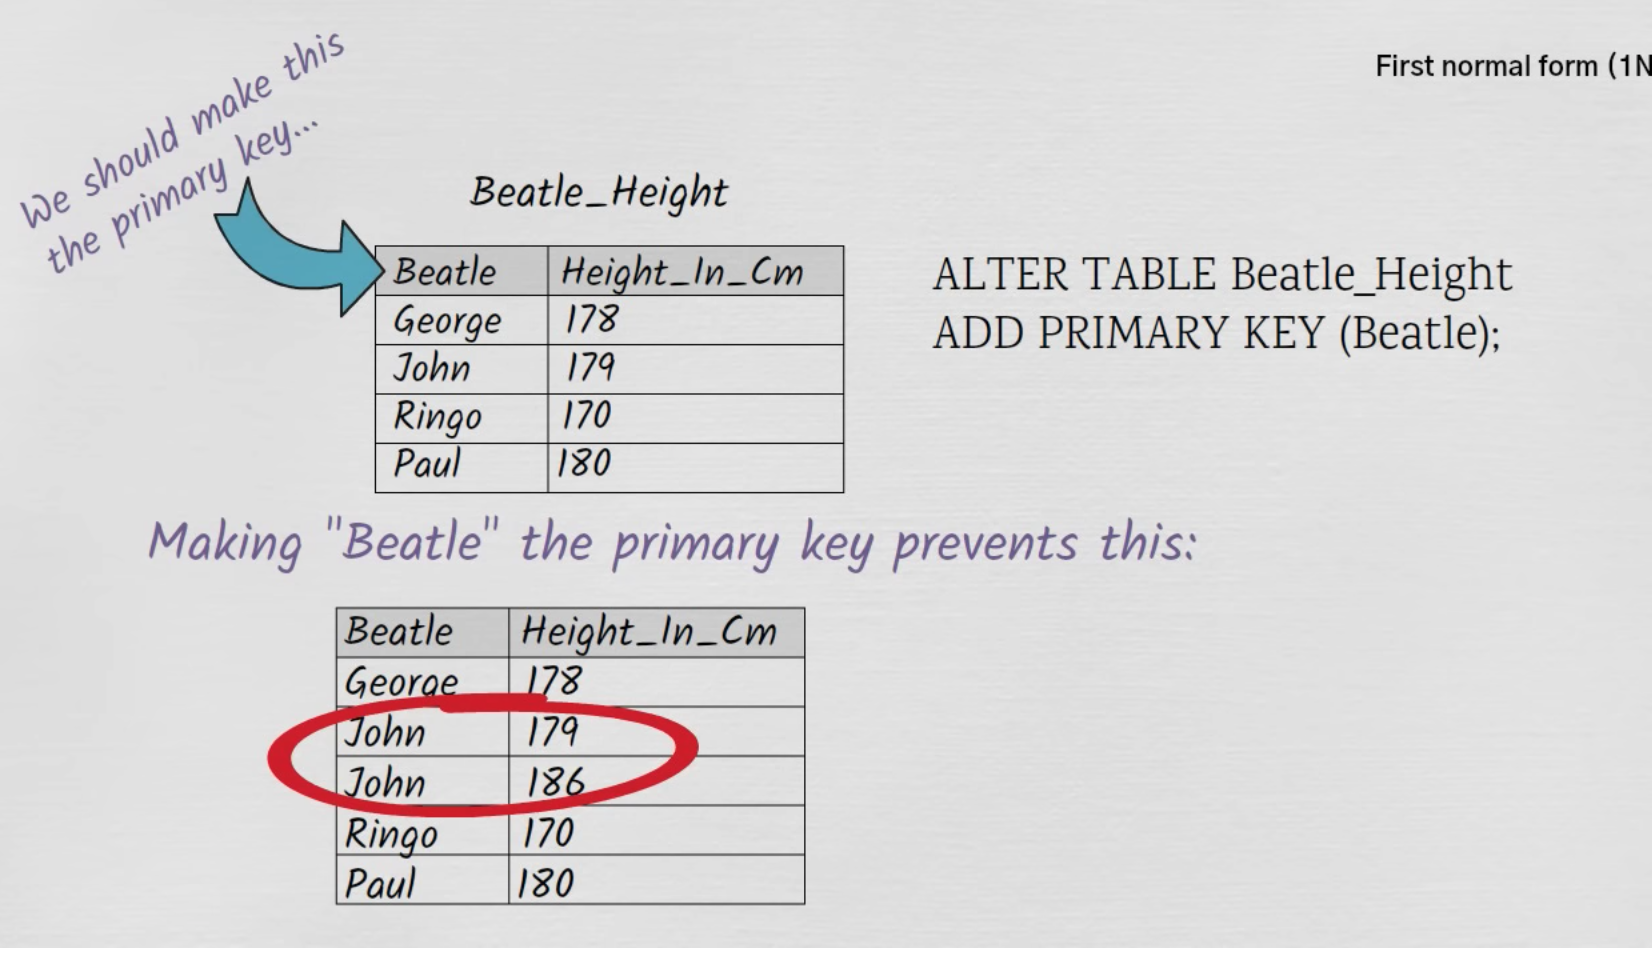 First normal form (1N
We should make this
the primary key...
Beatle_Height
Beatle Height_In_Cm
George 178
John 179
Ringo 170
Paul 180
ALTER TABLE Beatle_Height
ADD PRIMARY KEY (Beatle);
Making "Beatle" the primary key prevents this:
Beatle Height_In_Cm
George 178
John 179
John 186
Ringo 170
Paul 180